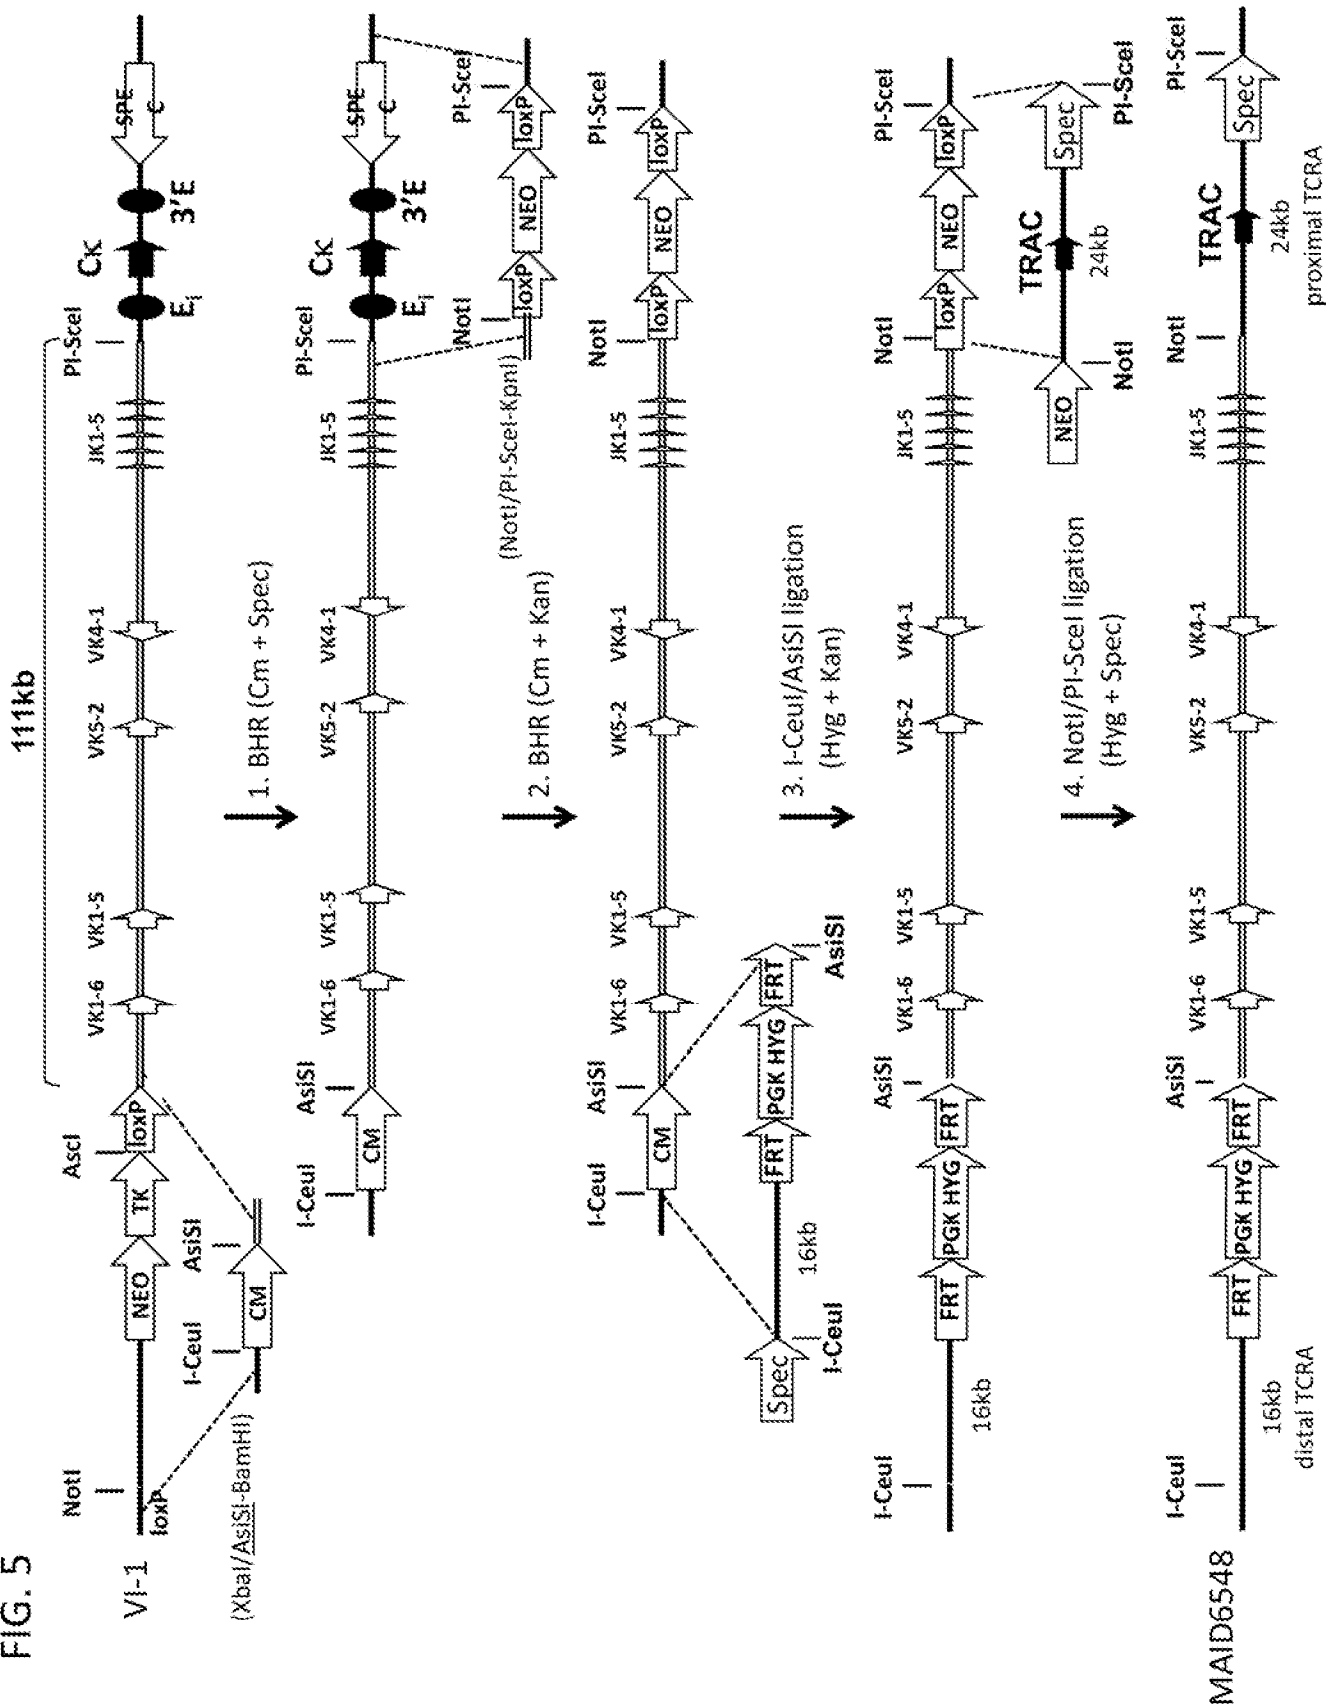 FIG. 5
111kb
VI-1
NotI
loxP
NEO
TK
AscI
loxP
VK1-6
VK1-5
VK5-2
VK4-1
JK1-5
PI-SceI
Ei
Cκ
3'E
SPE
C
(XbaI/AsiSI-BamHI)
I-CeuI
CM
AsiSI
1. BHR (Cm + Spec)
I-CeuI
CM
AsiSI
VK1-6
VK1-5
VK5-2
VK4-1
JK1-5
PI-SceI
Ei
Cκ
3'E
SPE
C
(NotI/PI-SceI-KpnI)
NotI
loxP
NEO
loxP
PI-SceI
2. BHR (Cm + Kan)
I-CeuI
CM
AsiSI
VK1-6
VK1-5
VK5-2
VK4-1
JK1-5
NotI
loxP
NEO
loxP
PI-SceI
Spec
I-CeuI
16kb
FRT
PGK HYG
FRT
AsiSI
3. I-CeuI/AsiSI ligation
(Hyg + Kan)
I-CeuI
16kb
FRT
PGK HYG
FRT
AsiSI
VK1-6
VK1-5
VK5-2
VK4-1
JK1-5
NotI
loxP
NEO
loxP
PI-SceI
NEO
NotI
TRAC
24kb
Spec
PI-SceI
4. NotI/PI-SceI ligation
(Hyg + Spec)
MAID6548
I-CeuI
16kb
distal TCRA
FRT
PGK HYG
FRT
AsiSI
VK1-6
VK1-5
VK5-2
VK4-1
JK1-5
NotI
TRAC
24kb
proximal TCRA
Spec
PI-SceI